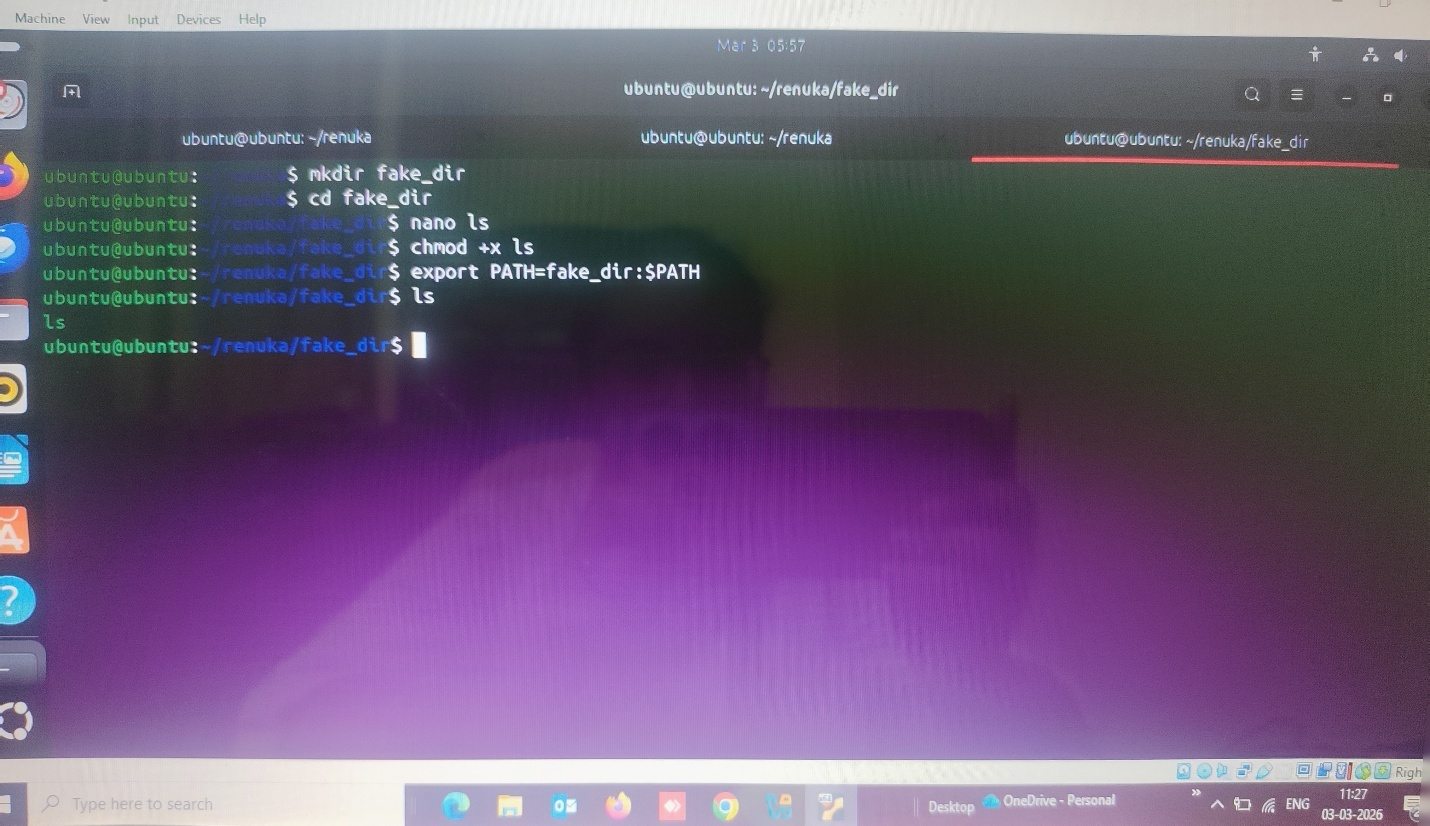 Machine View Input Devices Help
Mar 3 05:57
ubuntu@ubuntu: ~/renuka/fake_dir
ubuntu@ubuntu: ~/renuka
ubuntu@ubuntu: ~/renuka
ubuntu@ubuntu: ~/renuka/fake_dir
ubuntu@ubuntu:~/renuka$ mkdir fake_dir
ubuntu@ubuntu:~/renuka$ cd fake_dir
ubuntu@ubuntu:~/renuka/fake_dir$ nano ls
ubuntu@ubuntu:~/renuka/fake_dir$ chmod +x ls
ubuntu@ubuntu:~/renuka/fake_dir$ export PATH=fake_dir:$PATH
ubuntu@ubuntu:~/renuka/fake_dir$ ls
ls
ubuntu@ubuntu:~/renuka/fake_dir$
Righ
Type here to search
Desktop
OneDrive - Personal
ENG
11:27
03-03-2026